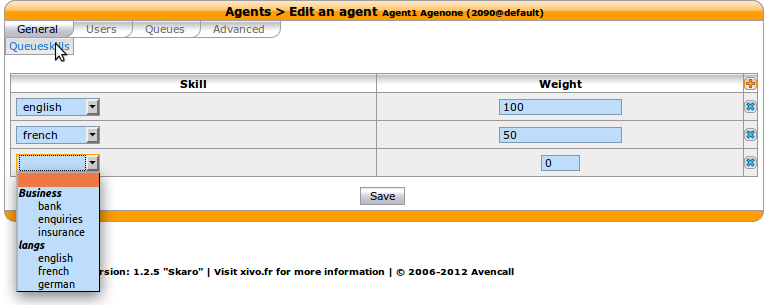 Agents > Edit an agent Agent1 Agenone (2090@default)
General Users Queues Advanced
Queueskills
Skill Weight
english 100
french 50
0
Save
Business
bank
enquiries
insurance
langs
english
french
german
rsion: 1.2.5 "Skaro" | Visit xivo.fr for more information | © 2006-2012 Avencall